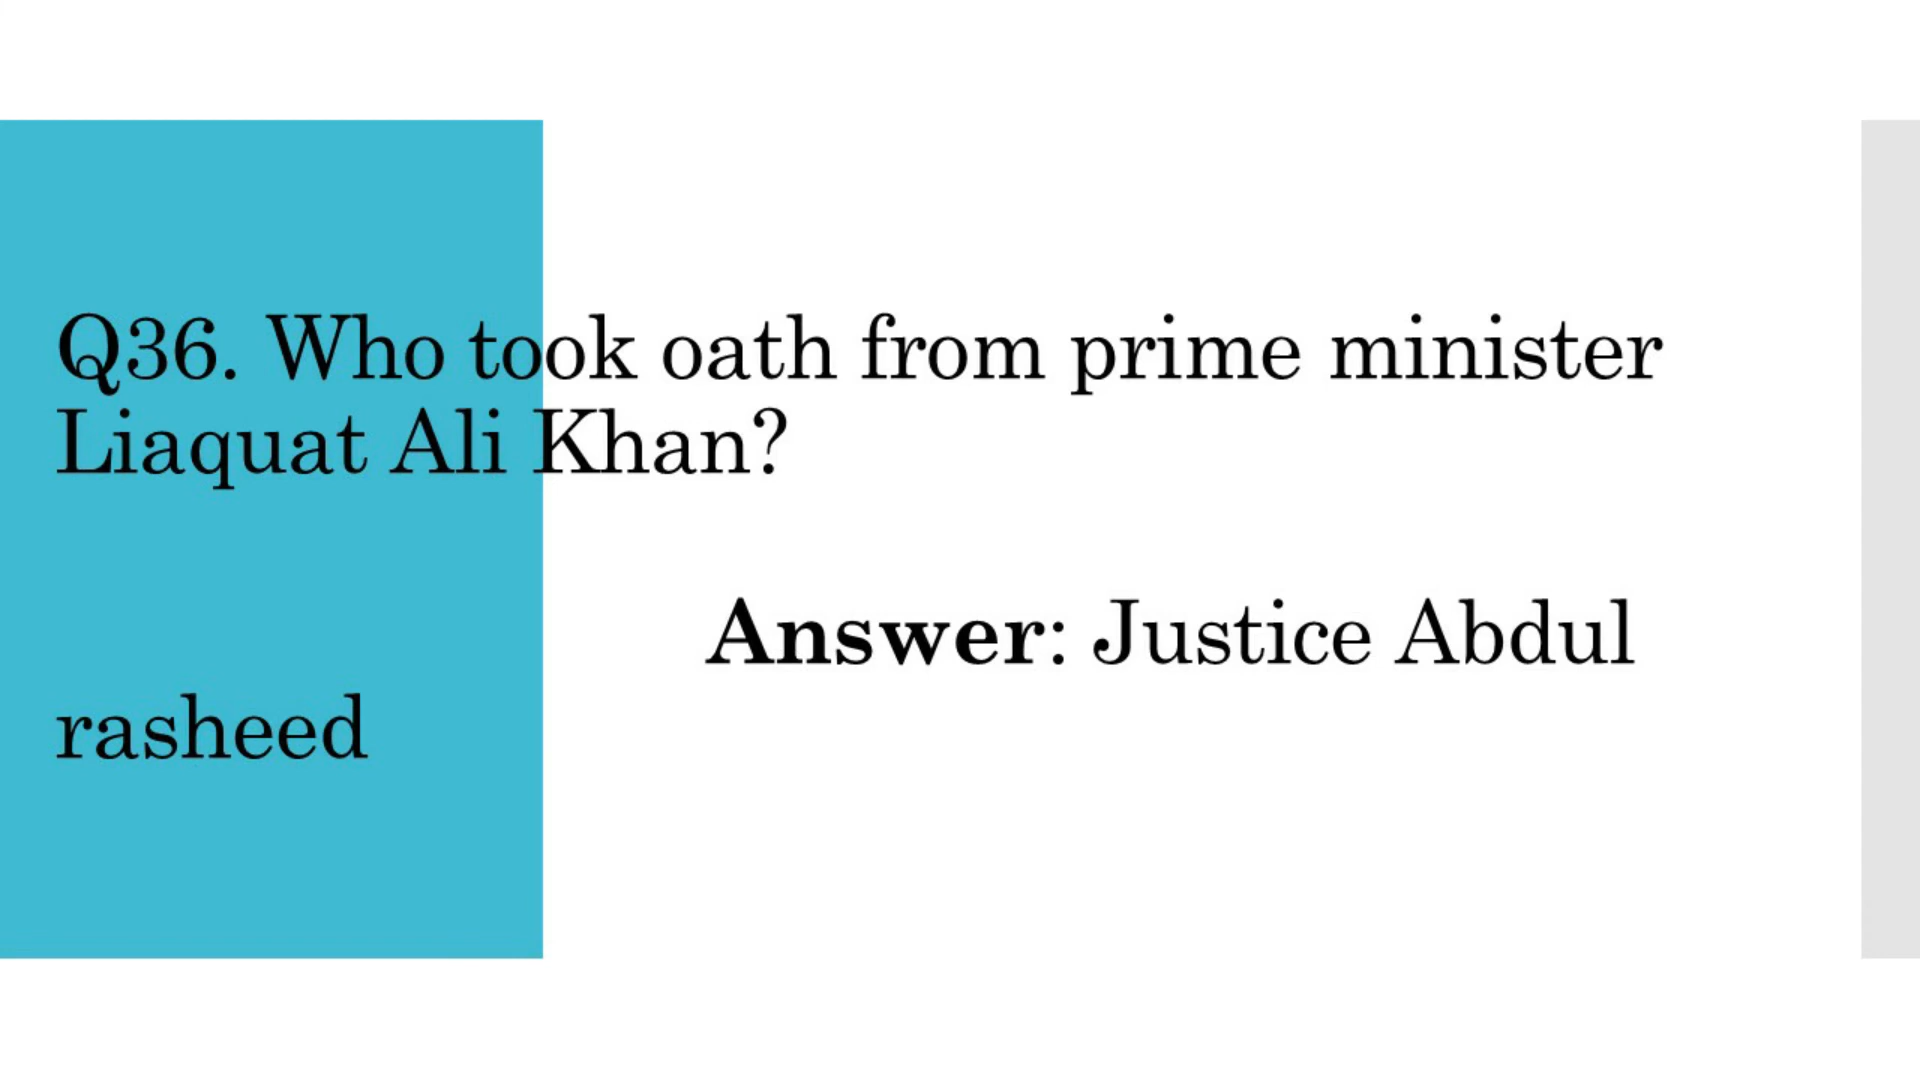 Q36. Who took oath from prime minister
Liaquat Ali Khan?
Answer: Justice Abdul
rasheed